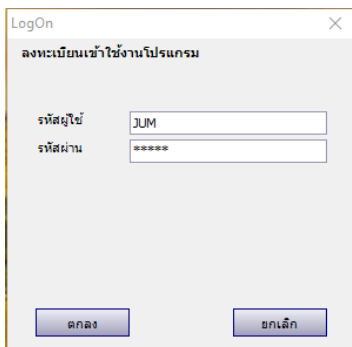 LogOn
ลงทะเบียนเข้าใช้งานโปรแกรม
รหัสผู้ใช้ JUM
รหัสผ่าน *****
ตกลง ยกเลิก